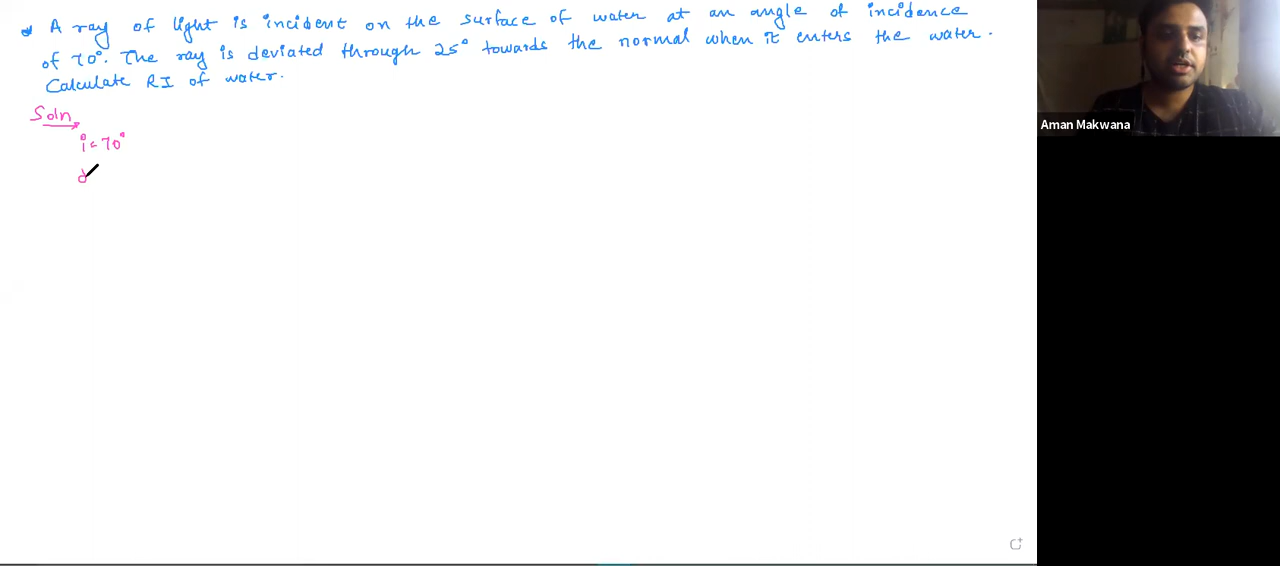 A ray of light is incident on the surface of water at an angle of incidence
of 70°. The ray is deviated through 25° towards the normal when it enters the water.
Calculate RI of water.
Soln
i = 70°
d
Aman Makwana